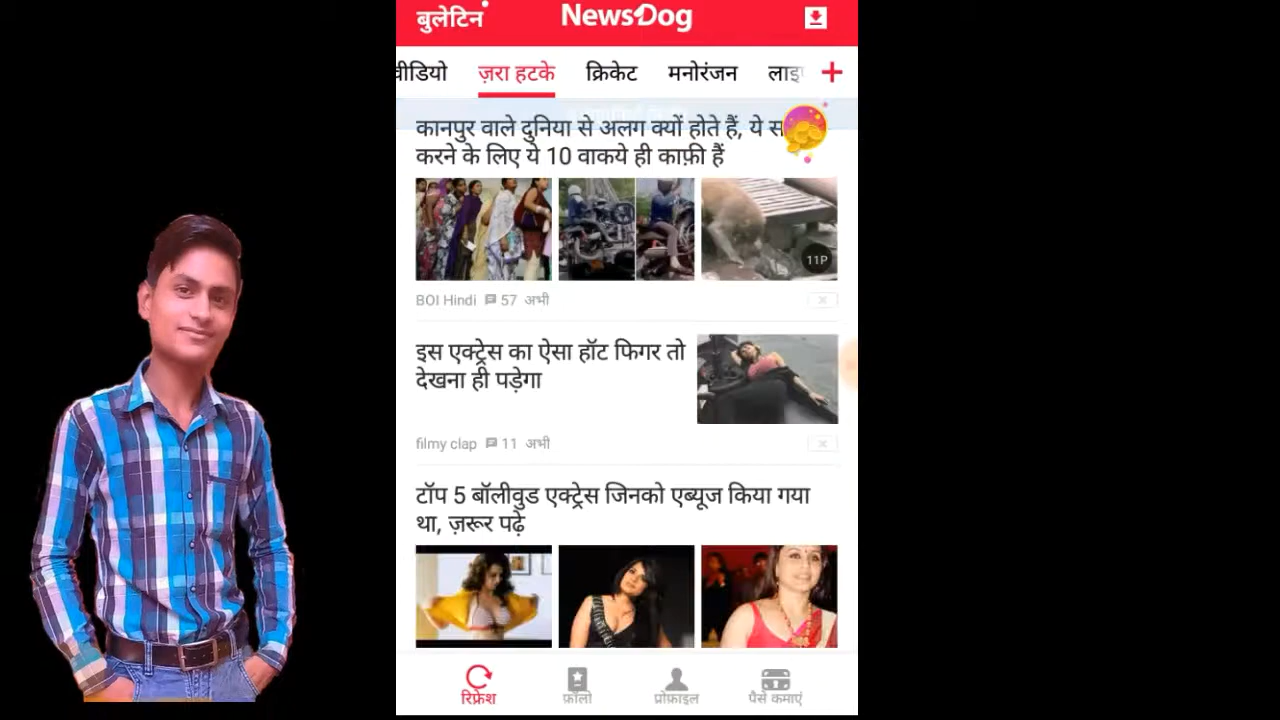 बुलेटिन NewsDog
वीडियो ज़रा हटके क्रिकेट मनोरंजन
कानपुर वाले दुनिया से अलग क्यों होते हैं, ये
करने के लिए ये 10 वाकये ही काफ़ी हैं
11P
BOI Hindi 57 अभी
इस एक्ट्रेस का ऐसा हॉट फिगर तो
देखना ही पड़ेगा
filmy clap 11 अभी
टॉप 5 बॉलीवुड एक्ट्रेस जिनको एब्यूज किया गया
था, ज़रूर पढ़ें
रिफ्रेश फ़ॉलो प्रोफ़ाइल पैसे कमाएं